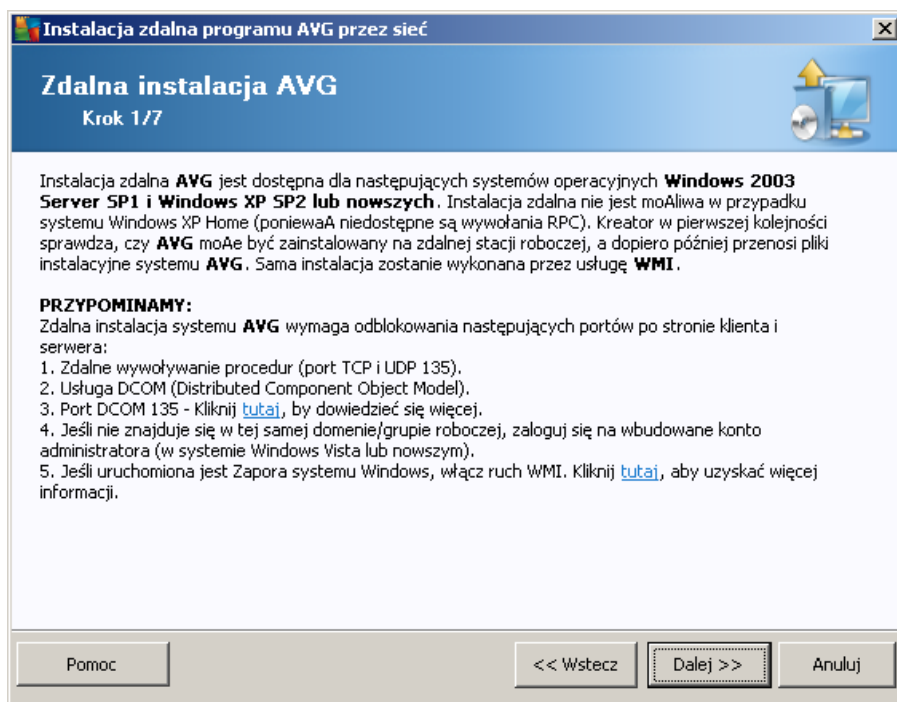 Instalacja zdalna programu AVG przez sieć
Zdalna instalacja AVG
Krok 1/7
Instalacja zdalna AVG jest dostępna dla następujących systemów operacyjnych Windows 2003
Server SP1 i Windows XP SP2 lub nowszych. Instalacja zdalna nie jest moAliwa w przypadku
systemu Windows XP Home (poniewaA niedostępne są wywołania RPC). Kreator w pierwszej kolejności
sprawdza, czy AVG moAe być zainstalowany na zdalnej stacji roboczej, a dopiero później przenosi pliki
instalacyjne systemu AVG. Sama instalacja zostanie wykonana przez usługę WMI.
PRZYPOMINAMY:
Zdalna instalacja systemu AVG wymaga odblokowania następujących portów po stronie klienta i
serwera:
1. Zdalne wywoływanie procedur (port TCP i UDP 135).
2. Usługa DCOM (Distributed Component Object Model).
3. Port DCOM 135 - Kliknij tutaj, by dowiedzieć się więcej.
4. Jeśli nie znajduje się w tej samej domenie/grupie roboczej, zaloguj się na wbudowane konto
administratora (w systemie Windows Vista lub nowszym).
5. Jeśli uruchomiona jest Zapora systemu Windows, włącz ruch WMI. Kliknij tutaj, aby uzyskać więcej
informacji.
Pomoc
<< Wstecz
Dalej >>
Anuluj